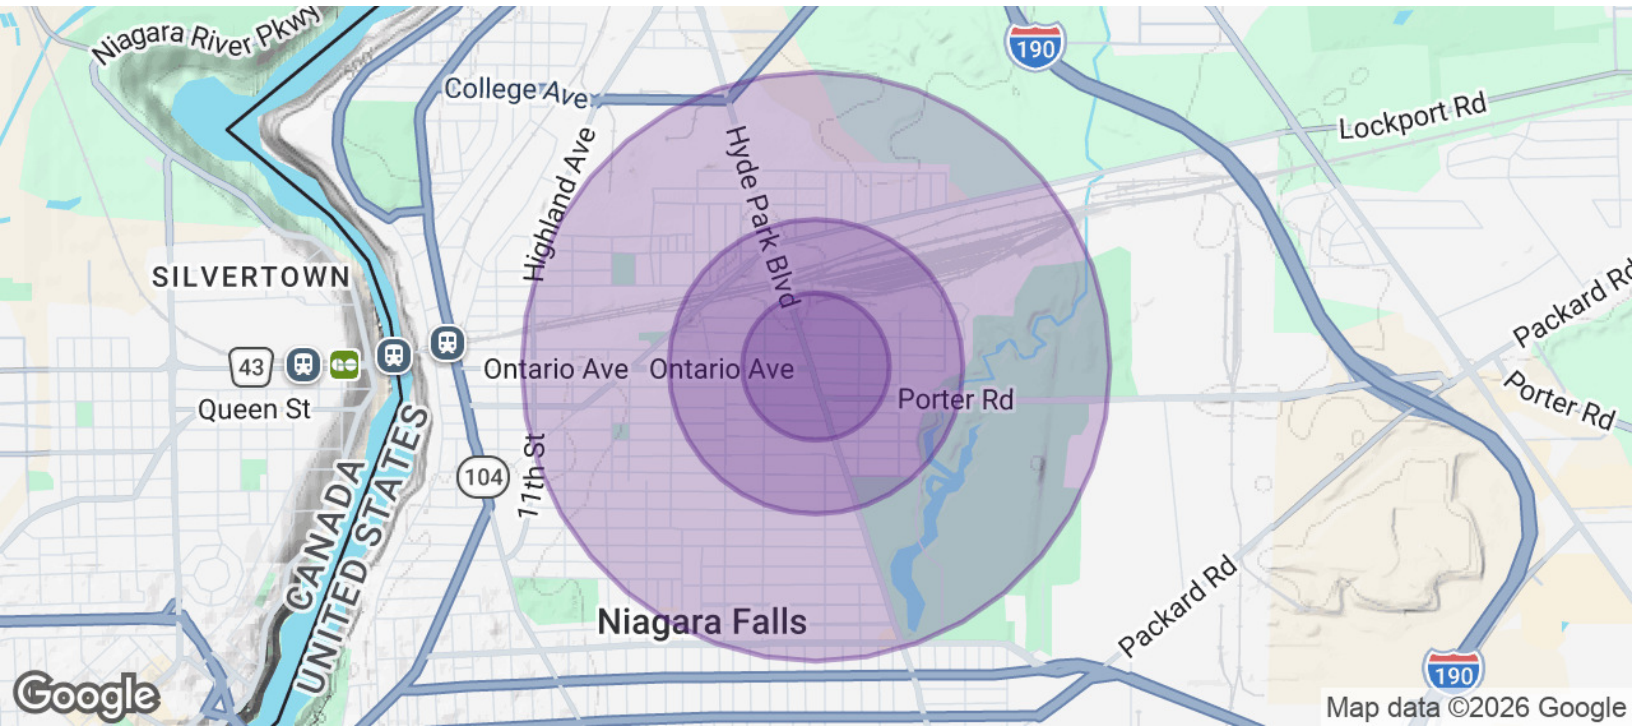 Niagara River Pkwy
500
190
College Ave
Lockport Rd
Highland Ave
Hyde Park Blvd
SILVERTOWN
Packard Rd
43
Ontario Ave
Ontario Ave
Queen St
Porter Rd
Porter Rd
11th St
104
CANADA
UNITED STATES
Packard Rd
Niagara Falls
190
Google
Map data ©2026 Google